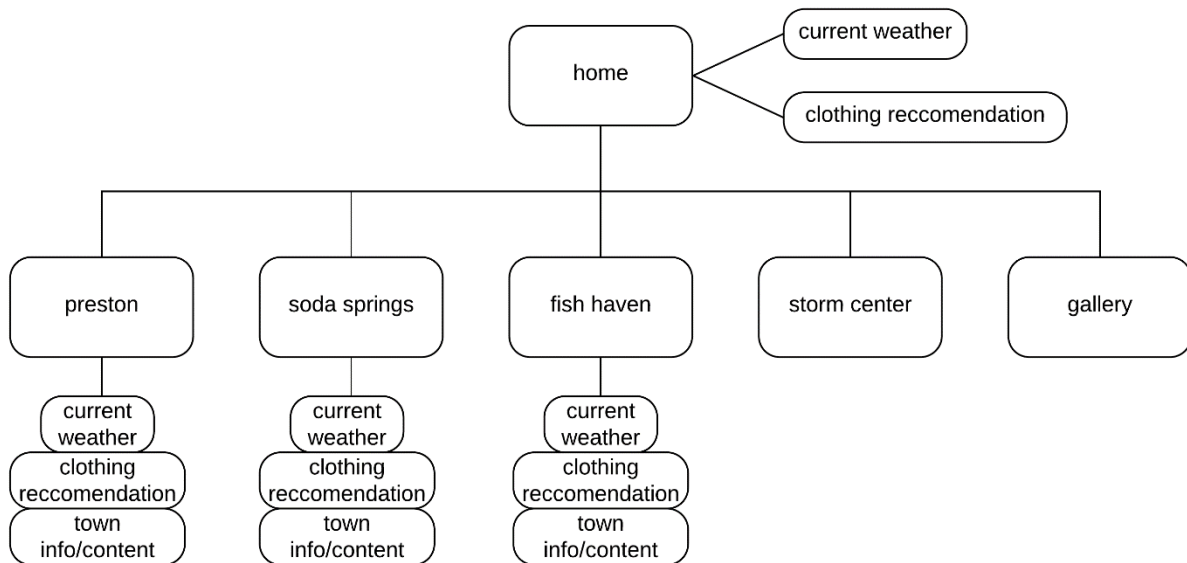 home
current weather
clothing reccomendation
preston
soda springs
fish haven
storm center
gallery
current
weather
clothing
reccomendation
town
info/content
current
weather
clothing
reccomendation
town
info/content
current
weather
clothing
reccomendation
town
info/content